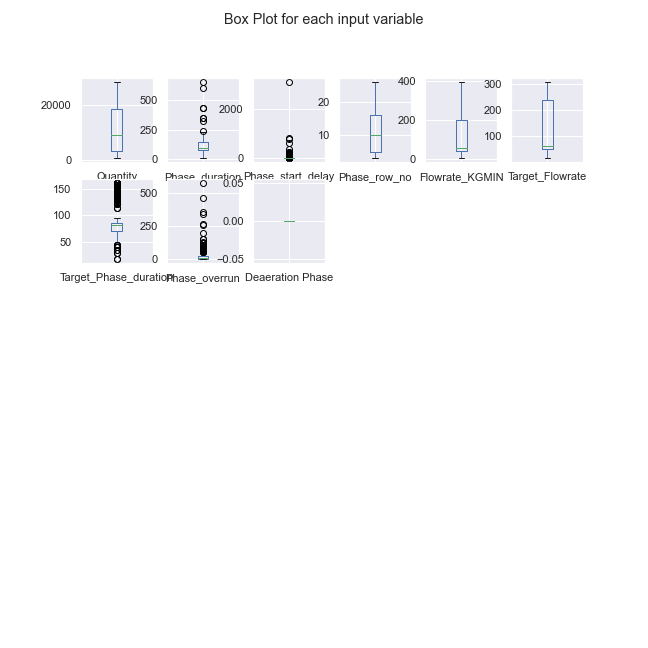 Box Plot for each input variable
20000
0
500
250
0
2000
0
20
10
400
200
0
300
200
100
Quantity
Phase_duration
Phase_start_delay
Phase_row_no
Flowrate_KGMIN
Target_Flowrate
150
100
50
500
250
0
0.05
0.00
−0.05
Target_Phase_duration
Phase_overrun
Deaeration Phase